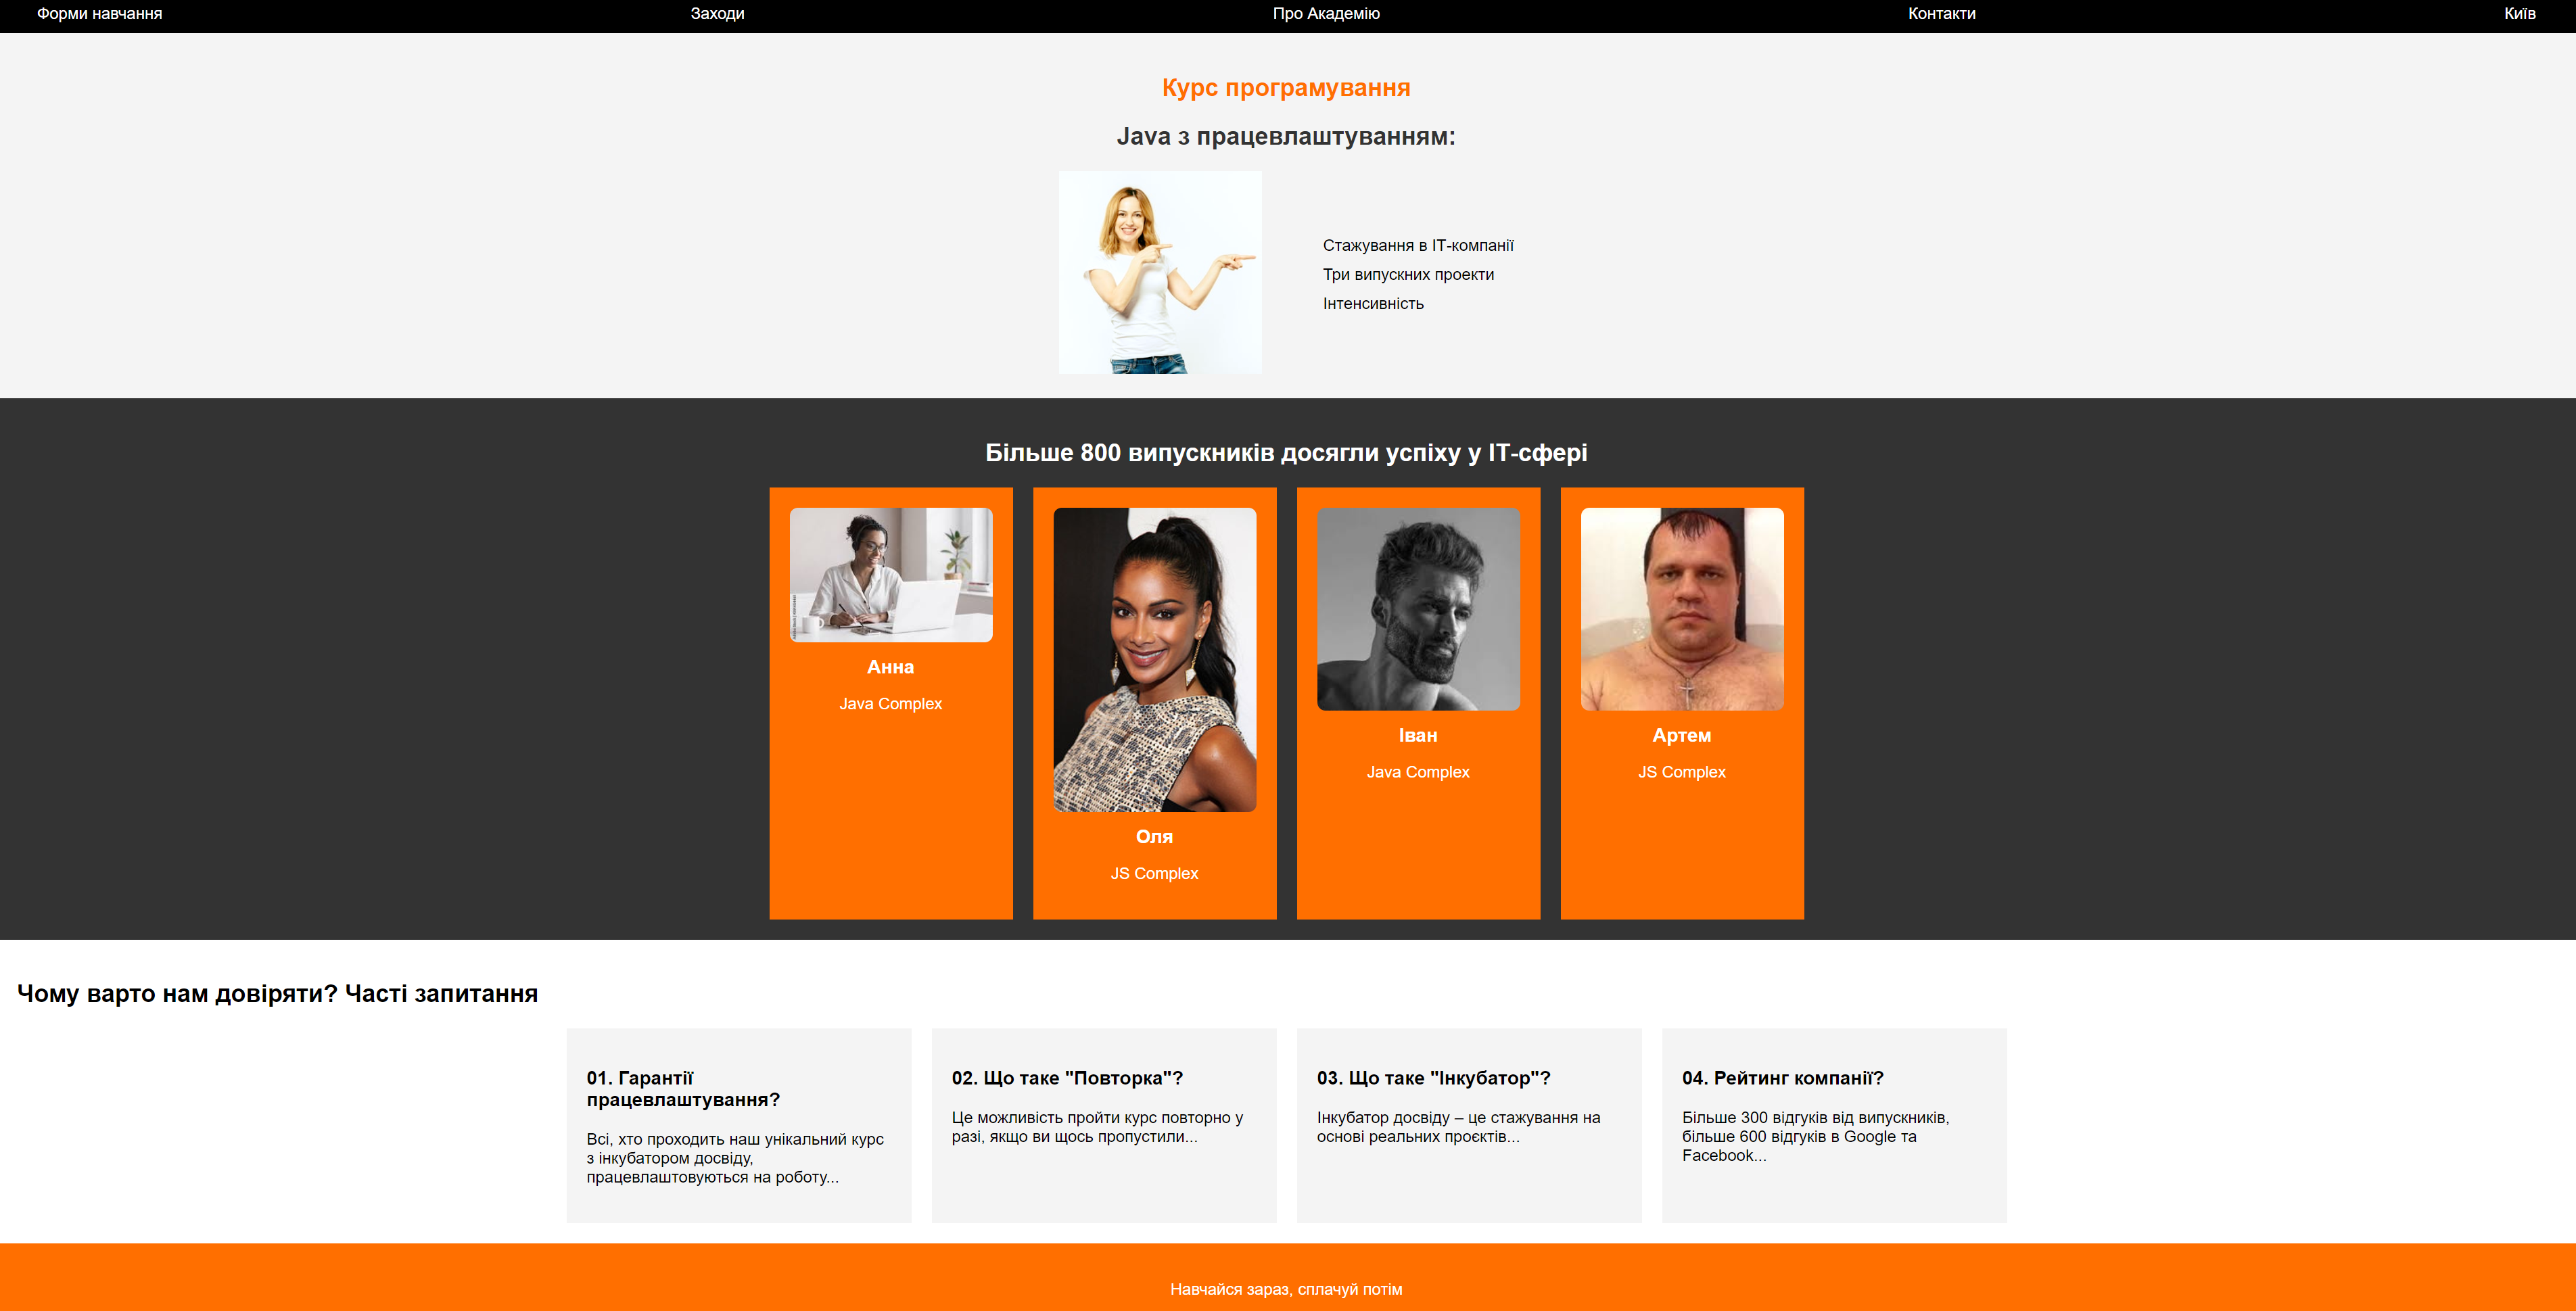 Форми навчання
Заходи
Про Академію
Контакти
Київ
Курс програмування
Java з працевлаштуванням:
Стажування в ІТ-компанії
Три випускних проекти
Інтенсивність
Більше 800 випускників досягли успіху у ІТ-сфері
Анна
Java Complex
Оля
JS Complex
Іван
Java Complex
Артем
JS Complex
Чому варто нам довіряти? Часті запитання
01. Гарантії
працевлаштування?
Всі, хто проходить наш унікальний курс
з інкубатором досвіду,
працевлаштовуються на роботу...
02. Що таке "Повторка"?
Це можливість пройти курс повторно у
разі, якщо ви щось пропустили...
03. Що таке "Інкубатор"?
Інкубатор досвіду – це стажування на
основі реальних проєктів...
04. Рейтинг компанії?
Більше 300 відгуків від випускників,
більше 600 відгуків в Google та
Facebook...
Навчайся зараз, сплачуй потім